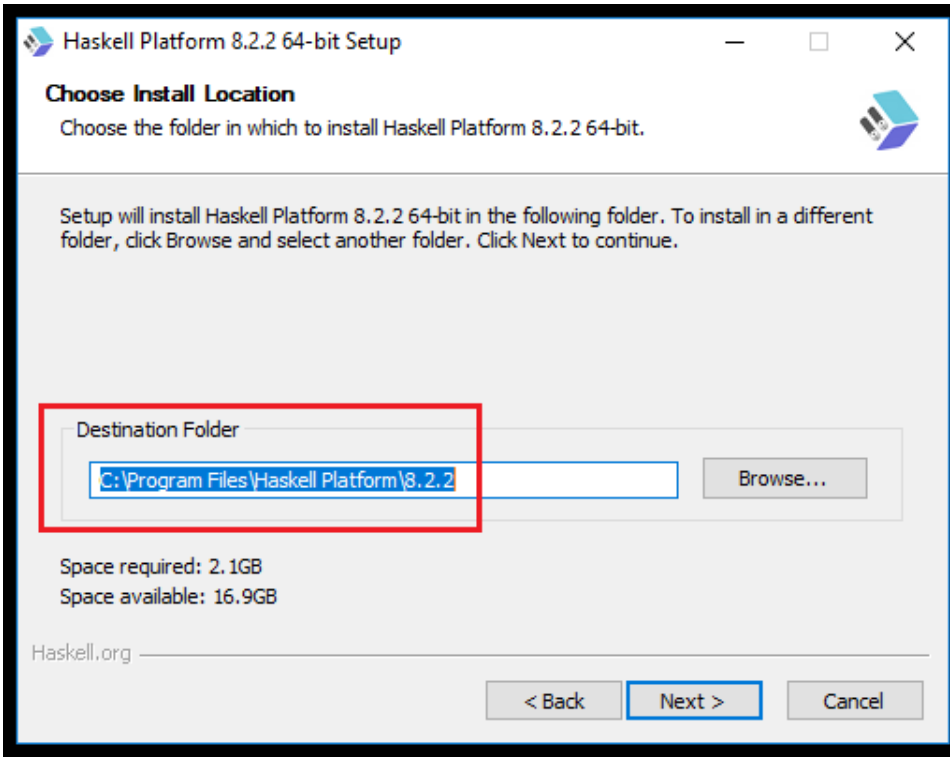 Haskell Platform 8.2.2 64-bit Setup
Choose Install Location
Choose the folder in which to install Haskell Platform 8.2.2 64-bit.
Setup will install Haskell Platform 8.2.2 64-bit in the following folder. To install in a different
folder, click Browse and select another folder. Click Next to continue.
Destination Folder
C:\Program Files\Haskell Platform\8.2.2
Browse...
Space required: 2.1GB
Space available: 16.9GB
Haskell.org
< Back
Next >
Cancel